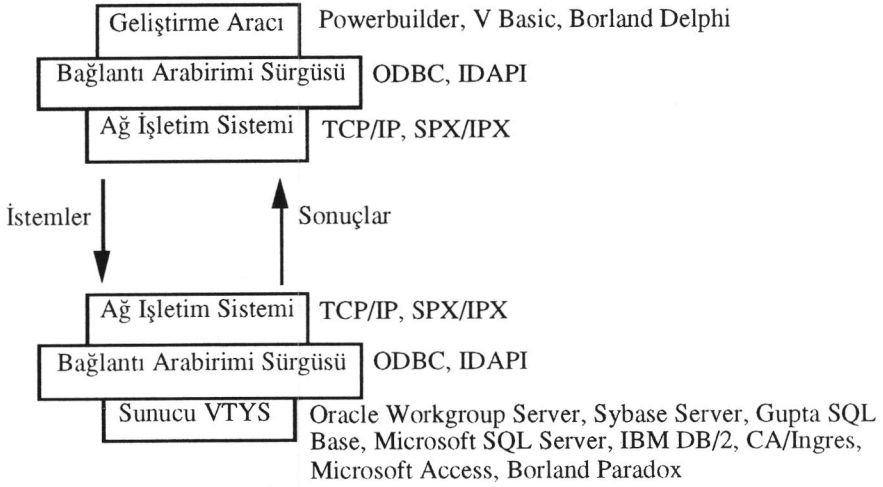 Geliştirme Aracı Powerbuilder, V Basic, Borland Delphi
Bağlantı Arabirimi Sürgüsü ODBC, IDAPI
Ağ İşletim Sistemi TCP/IP, SPX/IPX
İstemler Sonuçlar
Ağ Işletim Sistemi TCP/IP, SPX/IPX
Bağlantı Arabirimi Sürgüsü ODBC, IDAPI
Sunucu VTYS Oracle Workgroup Server, Sybase Server, Gupta SQL
Base, Microsoft SQL Server, IBM DB/2, CA/Ingres,
Microsoft Access, Borland Paradox